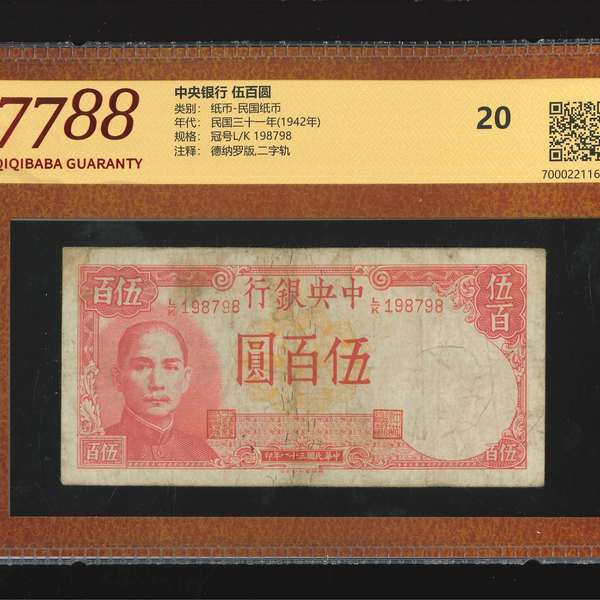 7788
QIQIBABA GUARANTY
中央银行 伍百圆
类别： 纸币-民国纸币
年代： 民国三十一年(1942年)
规格： 冠号L/K 198798
注释： 德纳罗版,二字轨
20
700022116
百伍
行銀央中
伍百
L/K 198798
L/K 198798
圓百伍
印年一十三國民華中
百伍
百伍